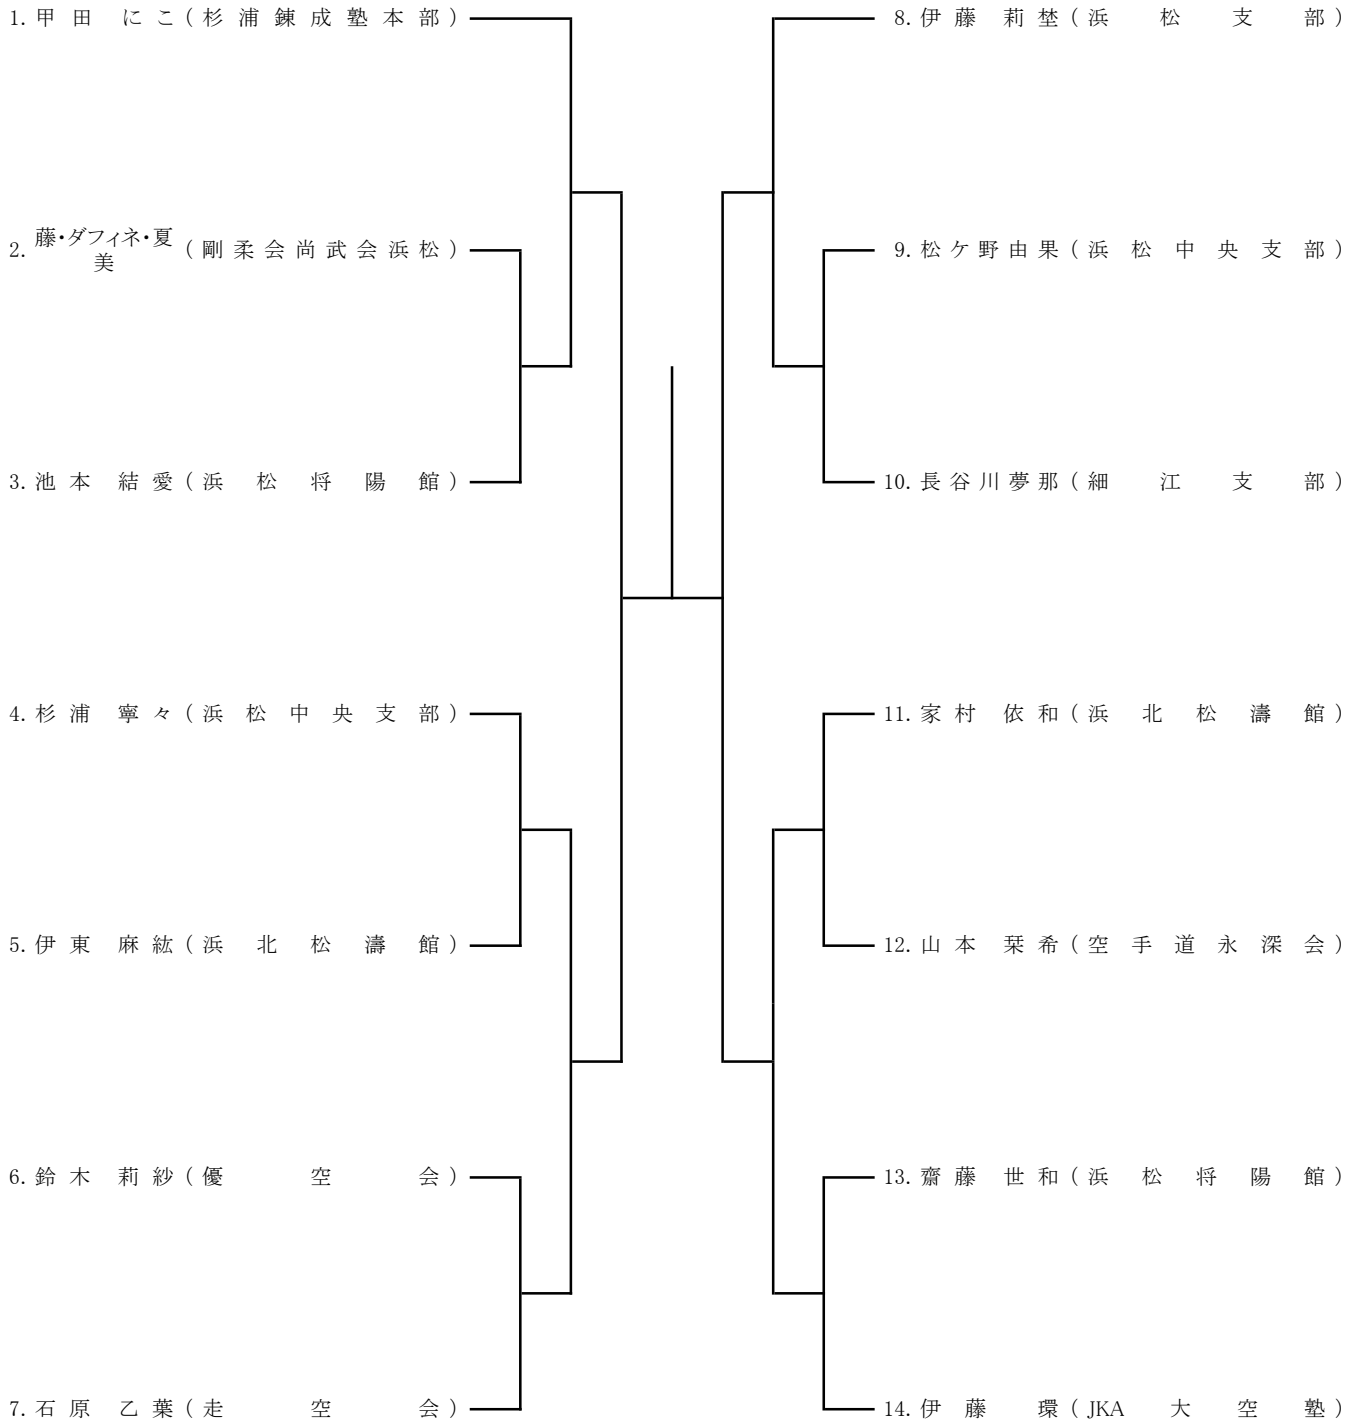 1. 甲田 にこ(杉浦錬成塾本部)
2. 藤・ダフィネ・夏
美 (剛柔会尚武会浜松)
3. 池本 結愛(浜松将陽館)
4. 杉浦 寧々(浜松中央支部)
5. 伊東 麻紘(浜北松濤館)
6. 鈴木 莉紗(優空会)
7. 石原 乙葉(走空会)
8. 伊藤 莉埜(浜松支部)
9. 松ケ野由果(浜松中央支部)
10. 長谷川夢那(細江支部)
11. 家村 依和(浜北松濤館)
12. 山本 栞希(空手道永深会)
13. 齋藤 世和(浜松将陽館)
14. 伊藤 環(JKA大空塾)